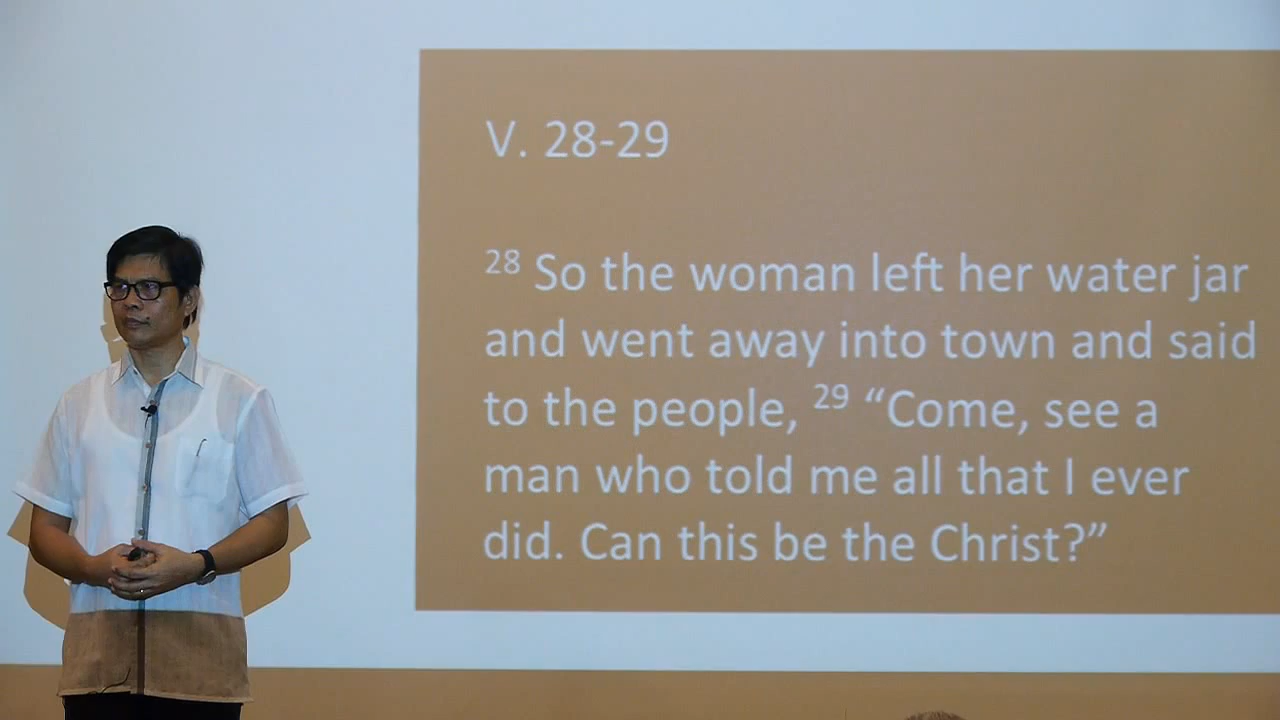 V. 28-29
28 So the woman left her water jar
and went away into town and said
to the people, 29 “Come, see a
man who told me all that I ever
did. Can this be the Christ?”